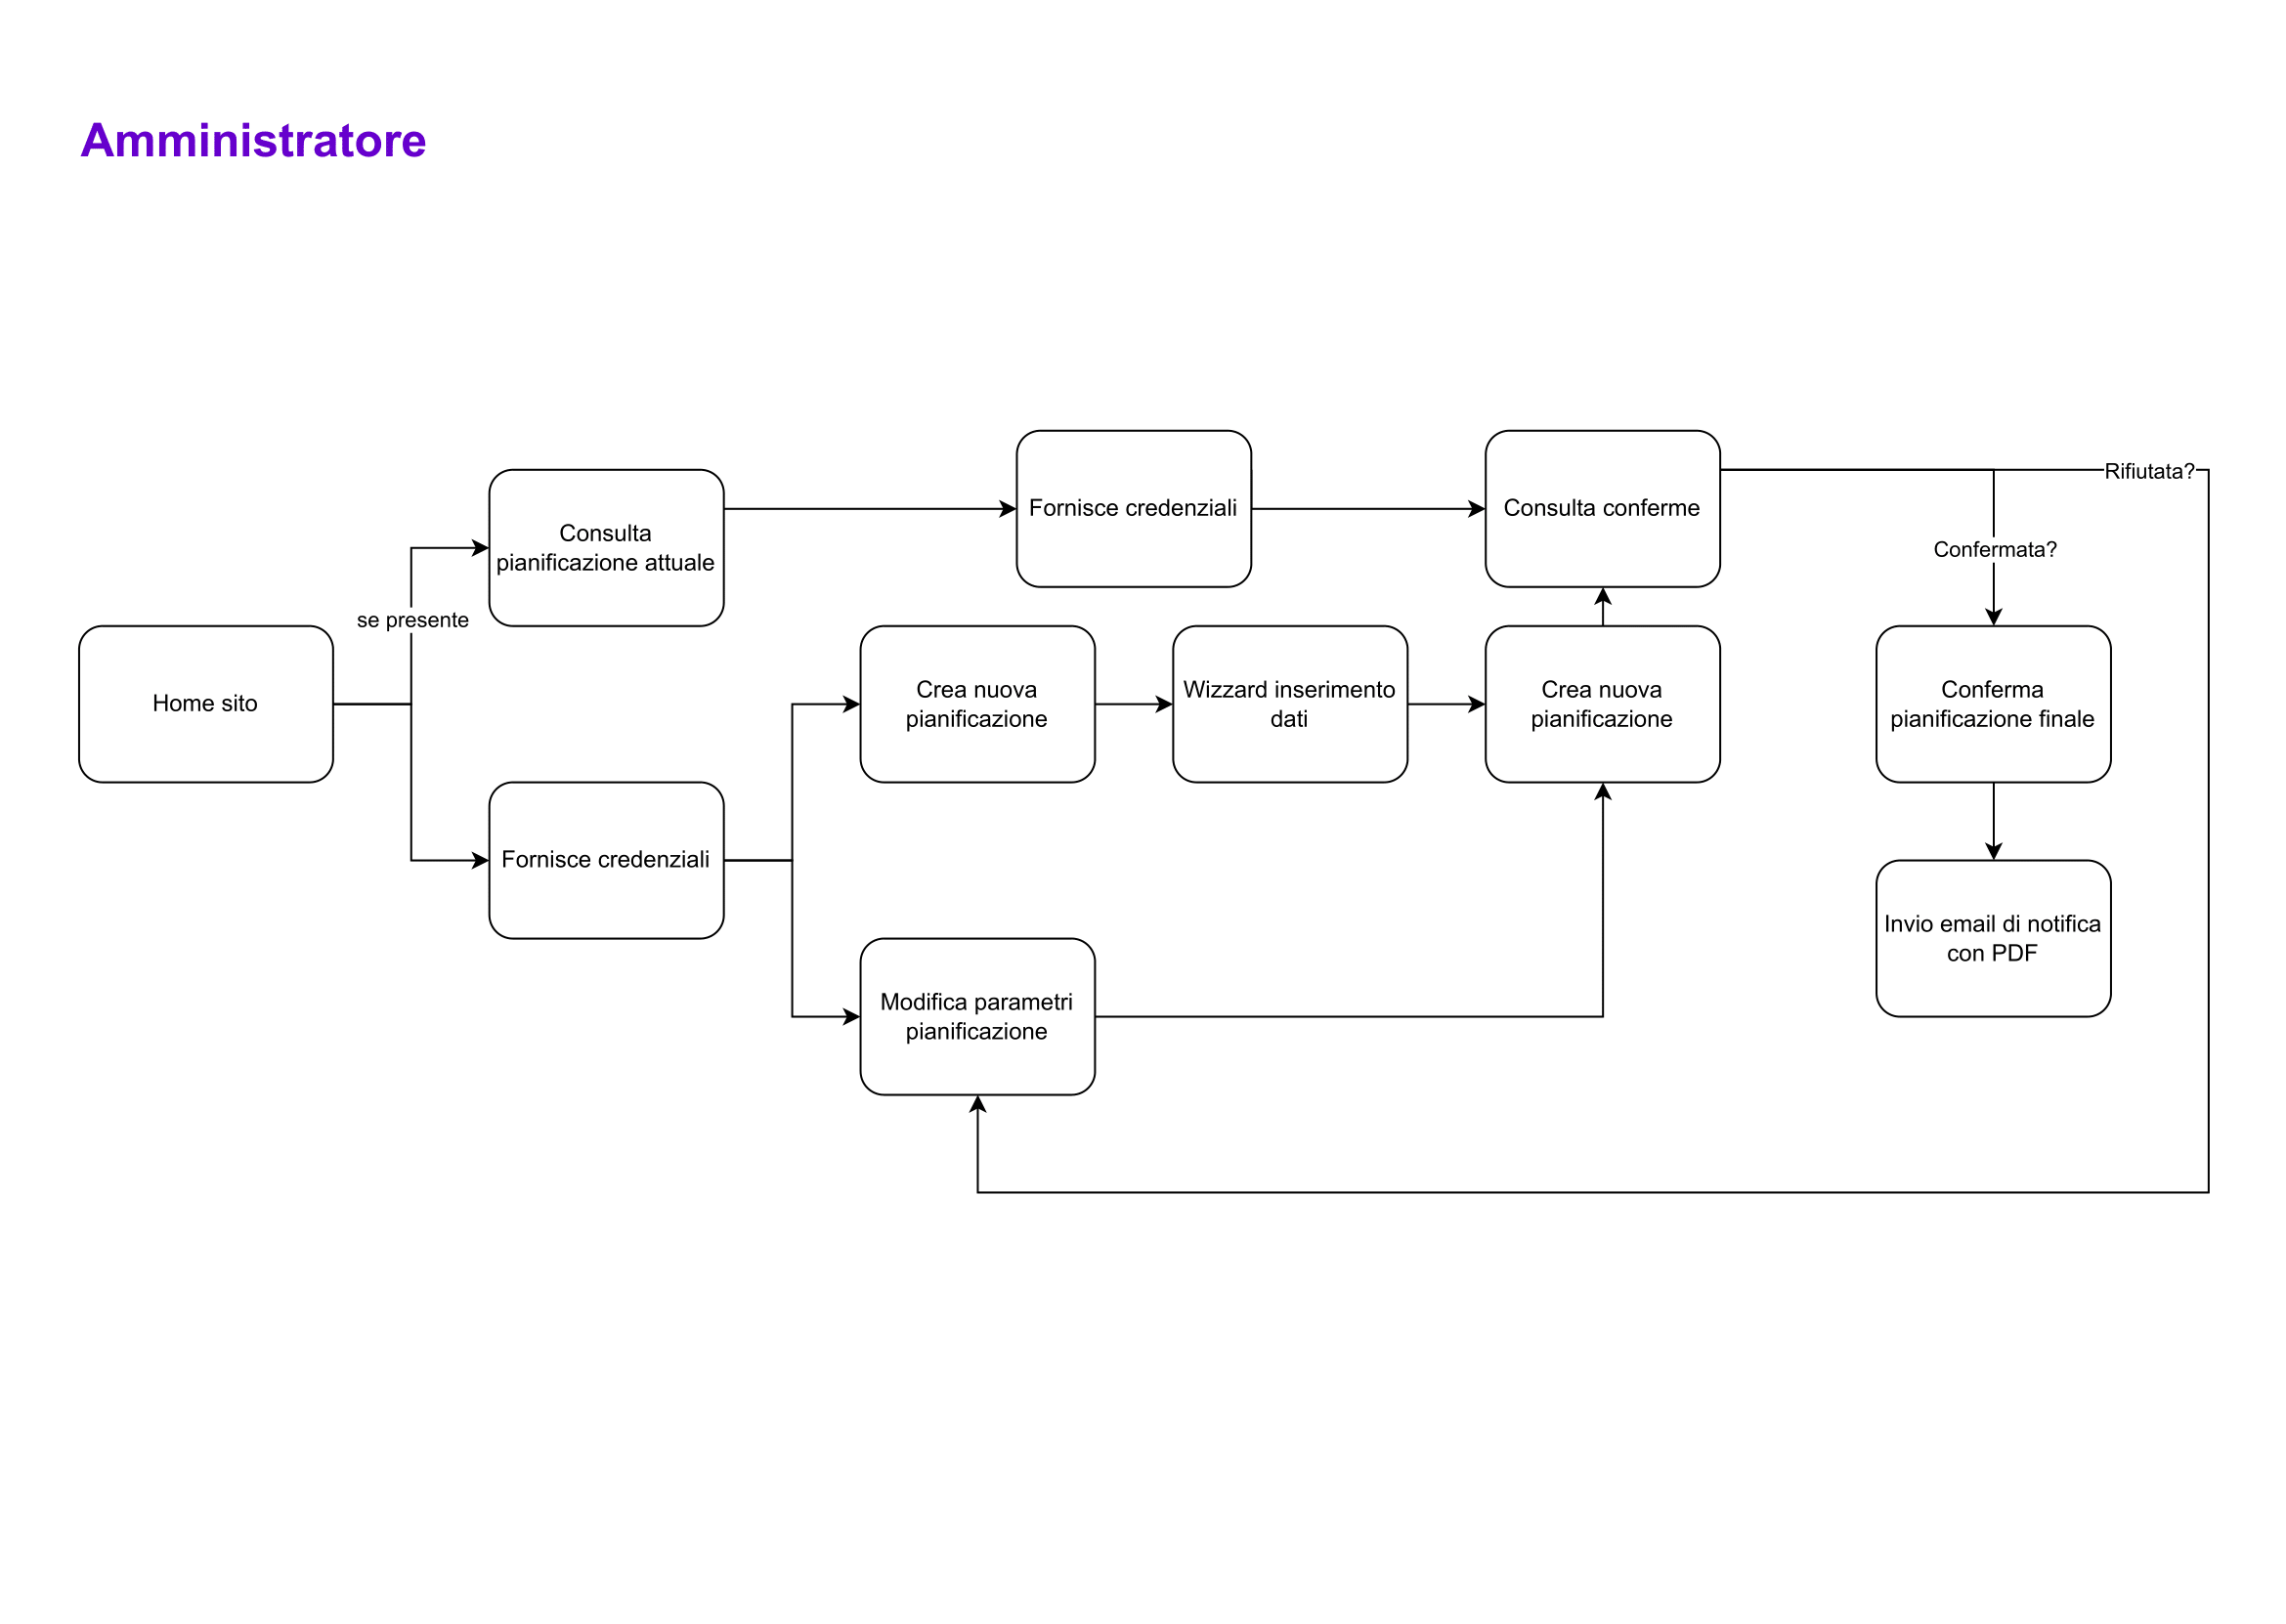 Amministratore
Fornisce credenziali
Consulta conferme
Rifiutata?
Consulta
pianificazione attuale
Confermata?
se presente
Home sito
Crea nuova
pianificazione
Wizzard inserimento
dati
Crea nuova
pianificazione
Conferma
pianificazione finale
Fornisce credenziali
Invio email di notifica
con PDF
Modifica parametri
pianificazione